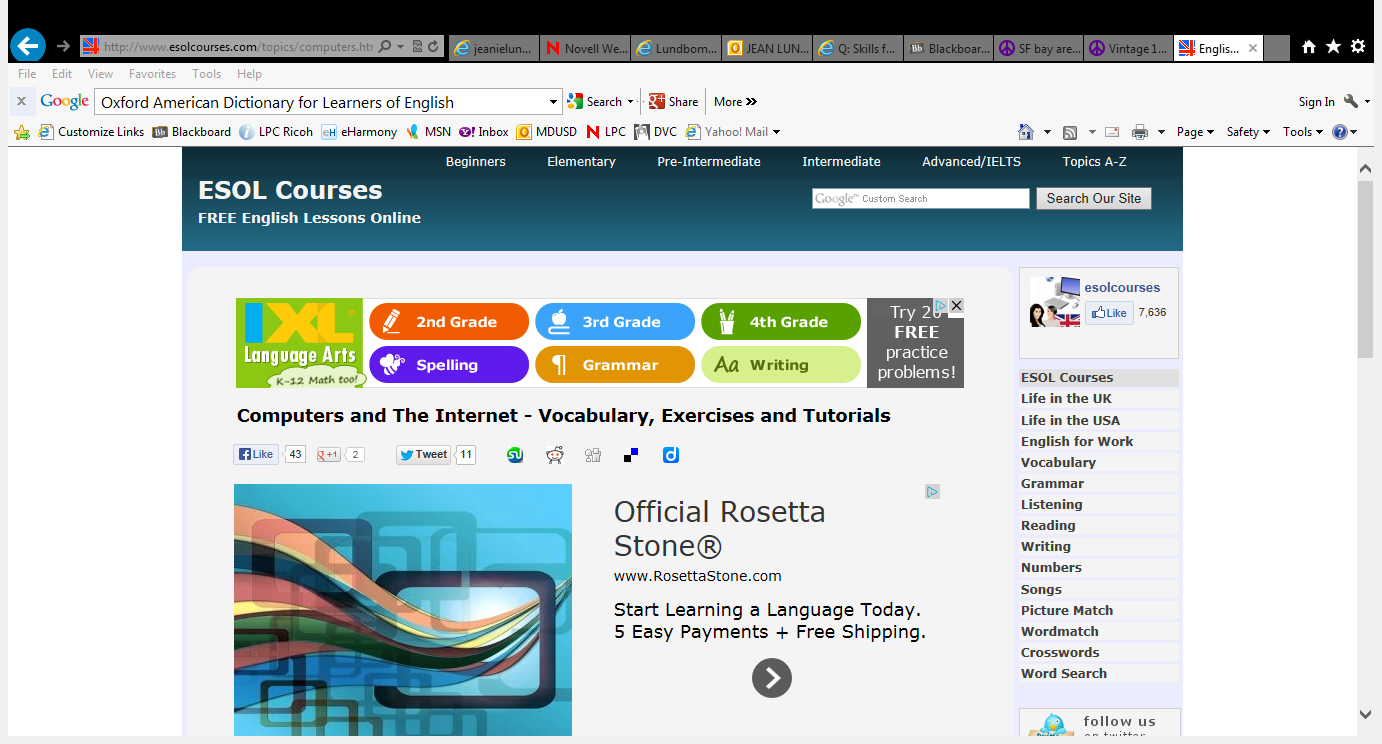 http://www.esolcourses.com/topics/computers.htm
jeanielun...
Novell We...
Lundbom...
JEAN LUN...
Q: Skills f...
Blackboar...
SF bay are...
Vintage 1...
Englis...
File Edit View Favorites Tools Help
x Google Oxford American Dictionary for Learners of English Search Share More » Sign In
Customize Links Blackboard LPC Ricoh eHarmony MSN Inbox MDUSD LPC DVC Yahoo! Mail Page Safety Tools
Beginners Elementary Pre-Intermediate Intermediate Advanced/IELTS Topics A-Z
ESOL Courses
FREE English Lessons Online
Google™ Custom Search Search Our Site
IXL
Language Arts
K-12 Math too!
2nd Grade 3rd Grade 4th Grade
Spelling Grammar Aa Writing
Try 20
FREE
practice
problems!
Computers and The Internet - Vocabulary, Exercises and Tutorials
Like 43 g+1 2 Tweet 11
Official Rosetta
Stone®
www.RosettaStone.com
Start Learning a Language Today.
5 Easy Payments + Free Shipping.
esolcourses
Like 7,636
ESOL Courses
Life in the UK
Life in the USA
English for Work
Vocabulary
Grammar
Listening
Reading
Writing
Numbers
Songs
Picture Match
Wordmatch
Crosswords
Word Search
follow us
on twitter